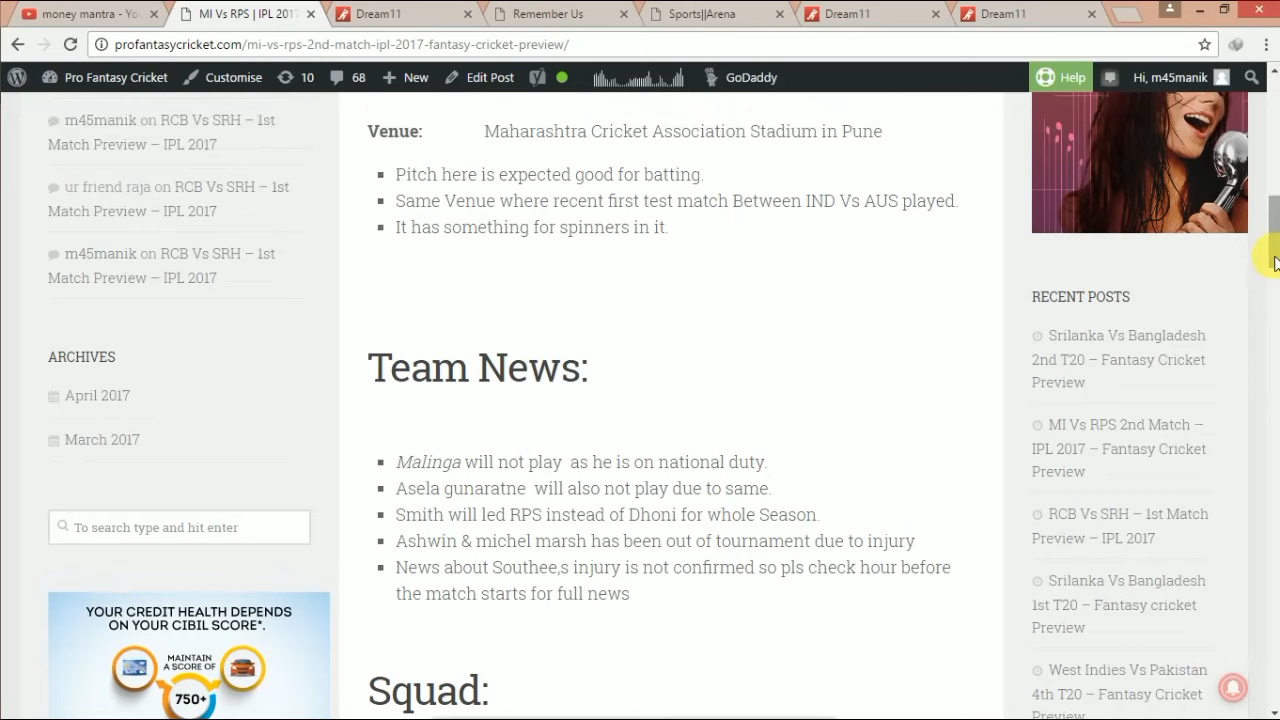 money mantra - Yo
MI Vs RPS | IPL 2017
Dream11
Remember Us
Sports||Arena
Dream11
Dream11
profantasycricket.com/mi-vs-rps-2nd-match-ipl-2017-fantasy-cricket-preview/
Pro Fantasy Cricket
Customise
10
68
New
Edit Post
GoDaddy
Help
Hi, m45manik
m45manik on RCB Vs SRH – 1st
Match Preview – IPL 2017
ur friend raja on RCB Vs SRH – 1st
Match Preview – IPL 2017
m45manik on RCB Vs SRH – 1st
Match Preview – IPL 2017
ARCHIVES
April 2017
March 2017
To search type and hit enter
YOUR CREDIT HEALTH DEPENDS
ON YOUR CIBIL SCORE*.
MAINTAIN
A SCORE OF
750+
Venue: Maharashtra Cricket Association Stadium in Pune
Pitch here is expected good for batting.
Same Venue where recent first test match Between IND Vs AUS played.
It has something for spinners in it.
Team News:
Malinga will not play as he is on national duty.
Asela gunaratne will also not play due to same.
Smith will led RPS instead of Dhoni for whole Season.
Ashwin & michel marsh has been out of tournament due to injury
News about Southee,s injury is not confirmed so pls check hour before
the match starts for full news
Squad:
RECENT POSTS
Srilanka Vs Bangladesh
2nd T20 – Fantasy Cricket
Preview
MI Vs RPS 2nd Match –
IPL 2017 – Fantasy Cricket
Preview
RCB Vs SRH – 1st Match
Preview – IPL 2017
Srilanka Vs Bangladesh
1st T20 – Fantasy cricket
Preview
West Indies Vs Pakistan
4th T20 – Fantasy Cricket
Preview